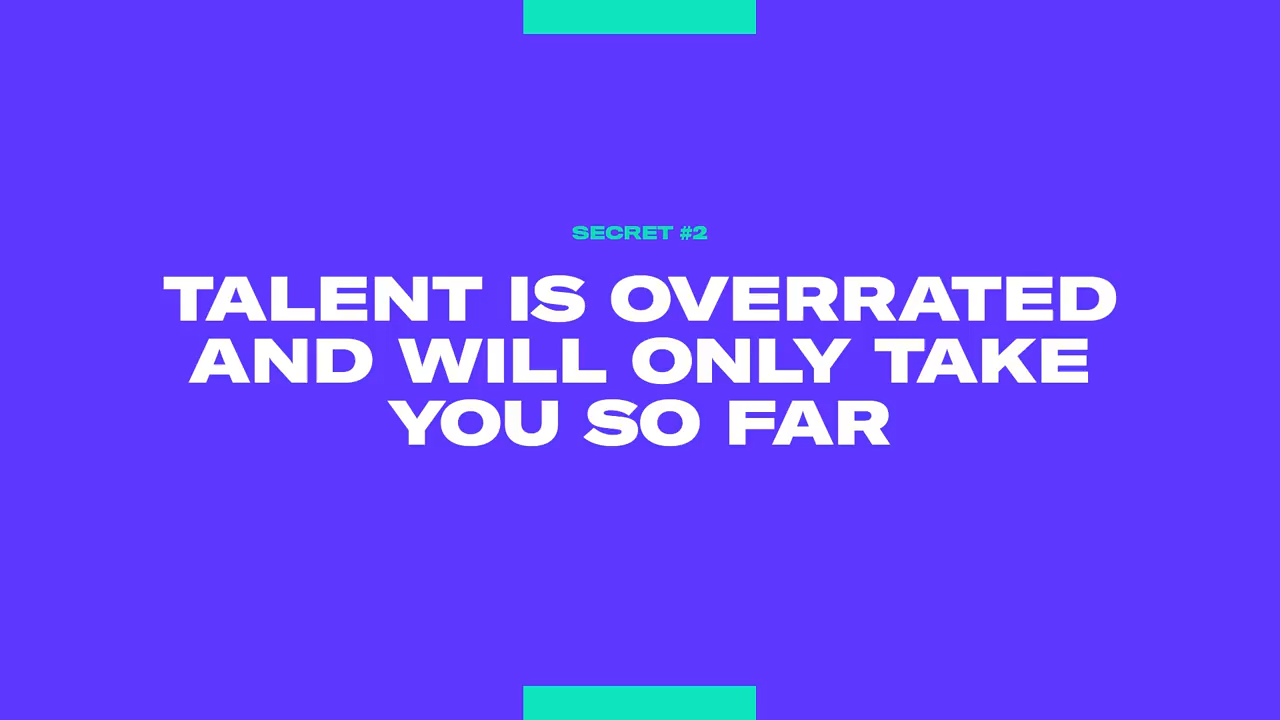 SECRET #2
TALENT IS OVERRATED
AND WILL ONLY TAKE
YOU SO FAR